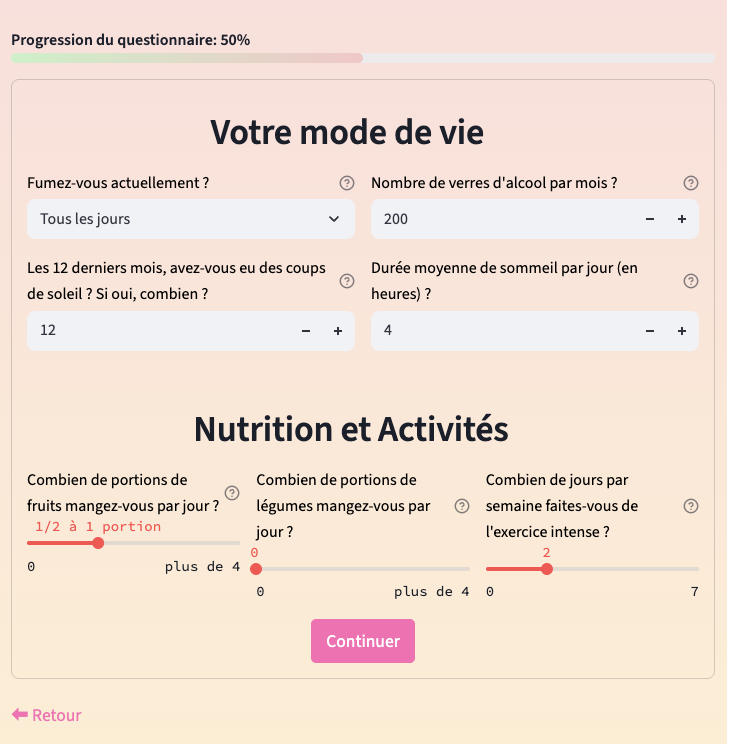 Progression du questionnaire: 50%
Votre mode de vie
Fumez-vous actuellement ?
Tous les jours
Nombre de verres d'alcool par mois ?
200
Les 12 derniers mois, avez-vous eu des coups
de soleil ? Si oui, combien ?
12
Durée moyenne de sommeil par jour (en
heures) ?
4
Nutrition et Activités
Combien de portions de
fruits mangez-vous par jour ?
1/2 à 1 portion
0 plus de 4
Combien de portions de
légumes mangez-vous par
jour ?
0
0 plus de 4
Combien de jours par
semaine faites-vous de
l'exercice intense ?
2
0 7
Continuer
Retour